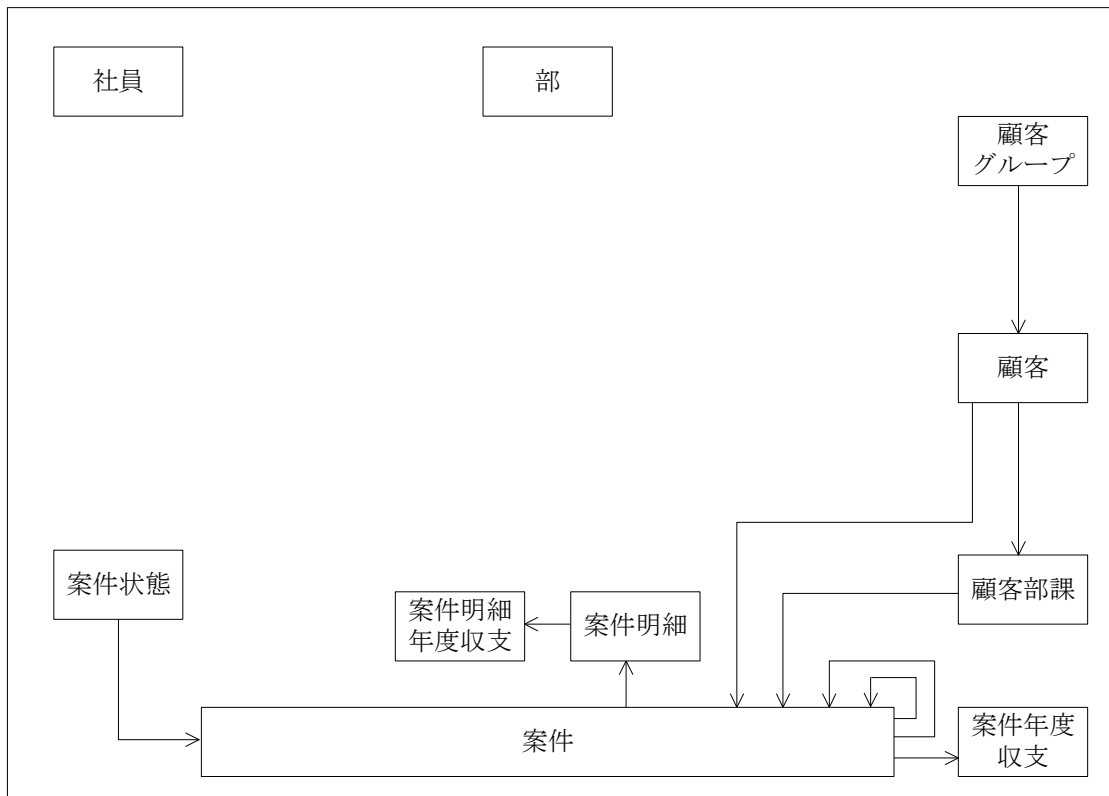 社員
部
顧客
グループ
顧客
案件状態
案件明細
年度収支
案件明細
顧客部課
案件
案件年度
収支